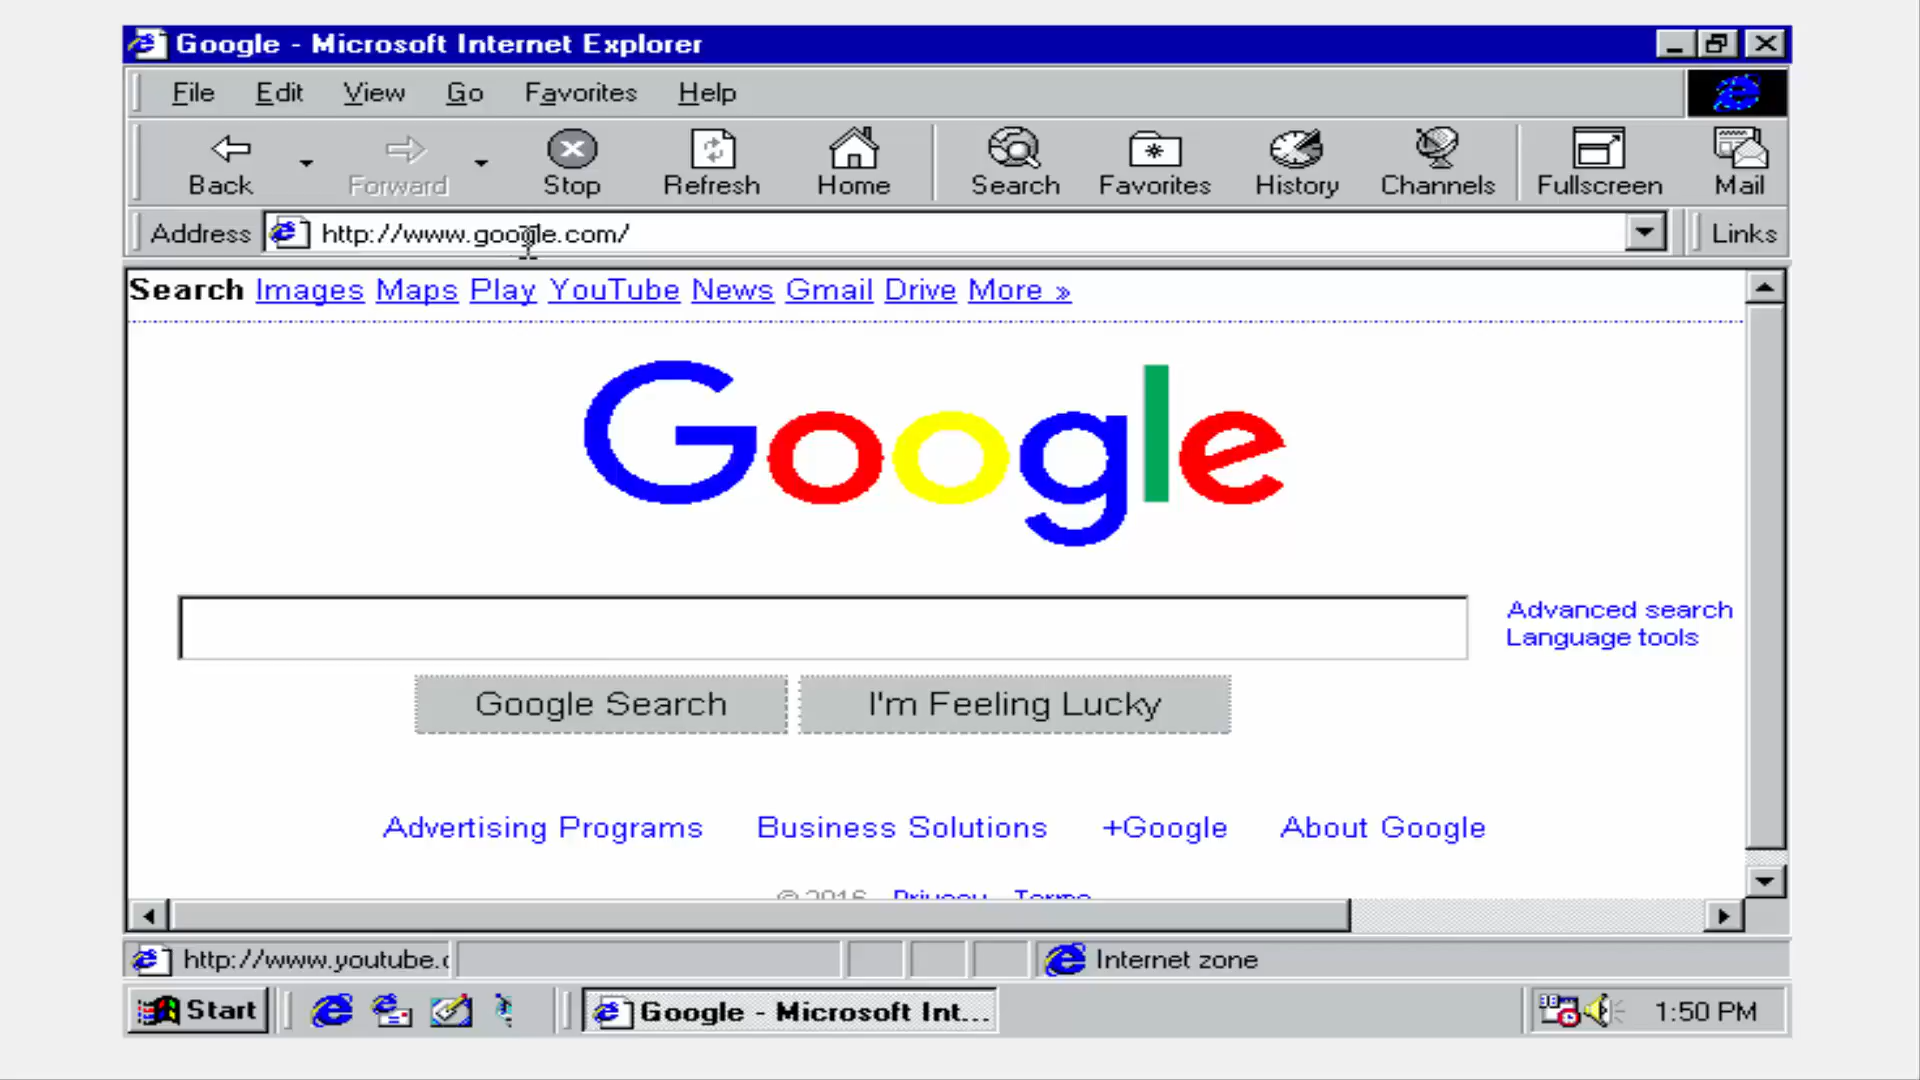 Google - Microsoft Internet Explorer
File Edit View Go Favorites Help
Back Forward Stop Refresh Home Search Favorites History Channels Fullscreen Mail
Address http://www.google.com/ Links
Search Images Maps Play YouTube News Gmail Drive More »
Google
Advanced search
Language tools
Google Search I'm Feeling Lucky
Advertising Programs Business Solutions +Google About Google
© 2016 Privacy Terms
http://www.youtube.c Internet zone
Start Google - Microsoft Int... 1:50 PM